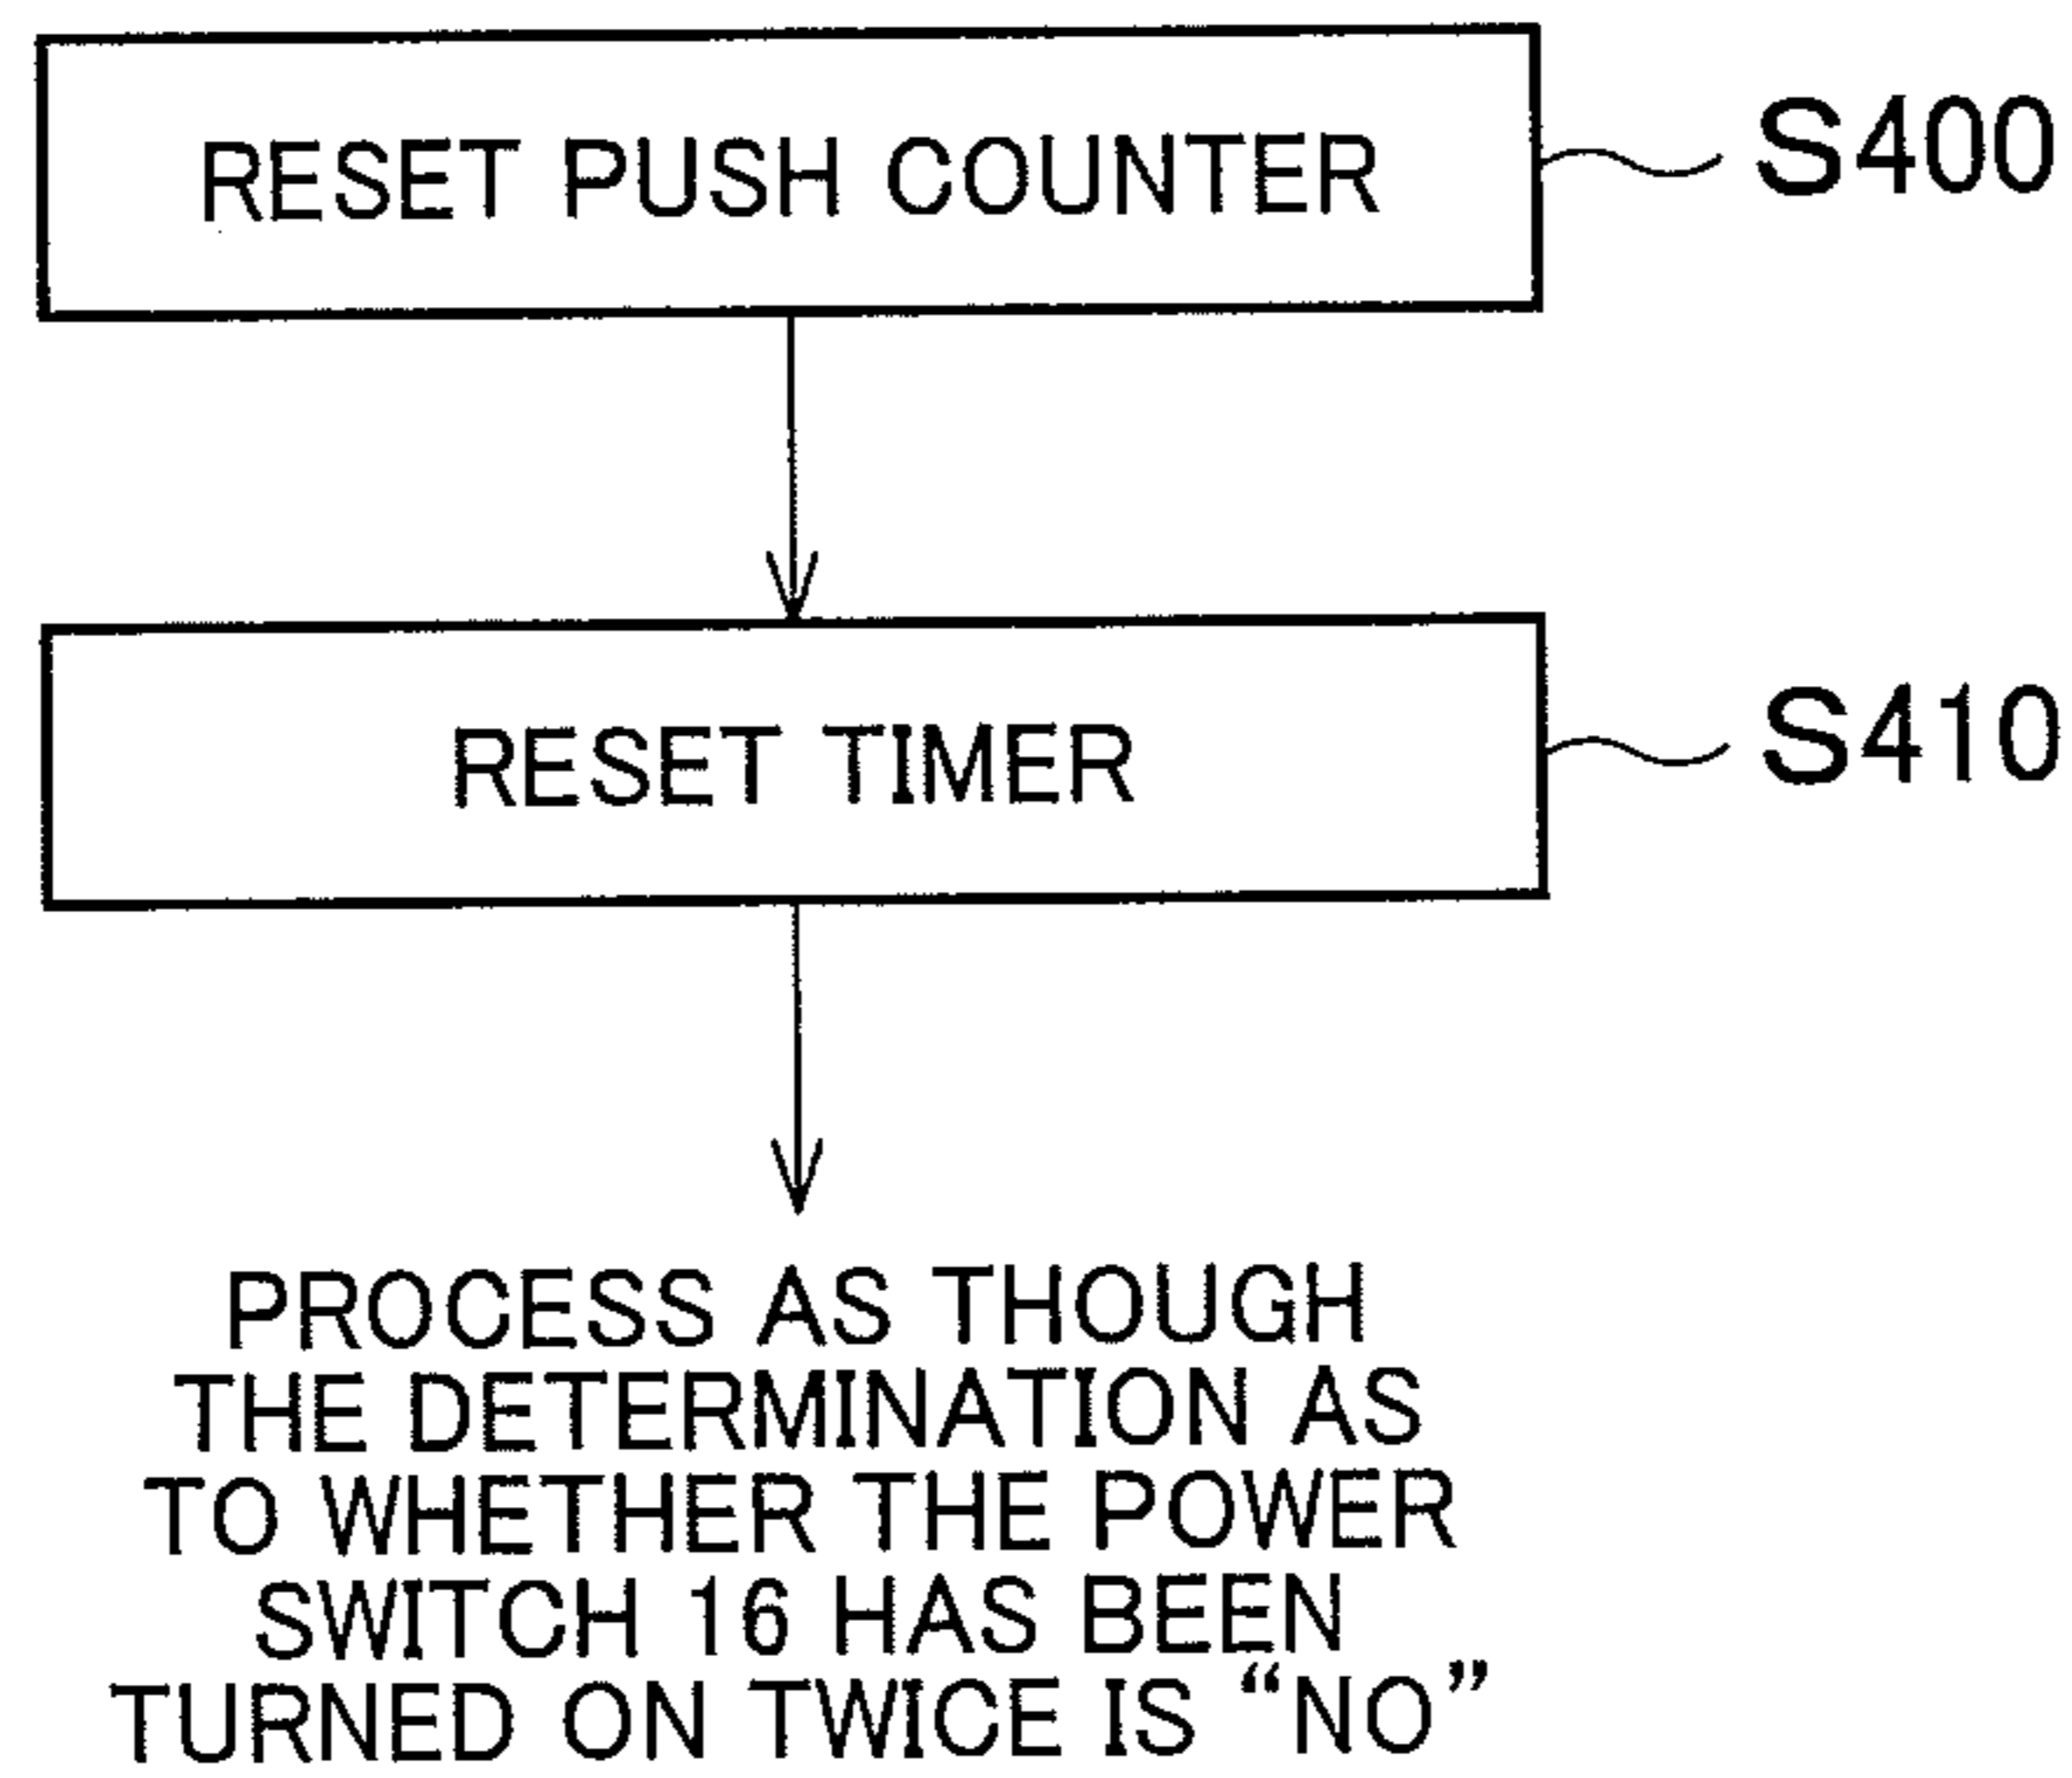 RESET PUSH COUNTER
S400
RESET TIMER
S410
PROCESS AS THOUGH
THE DETERMINATION AS
TO WHETHER THE POWER
SWITCH 16 HAS BEEN
TURNED ON TWICE IS “NO”